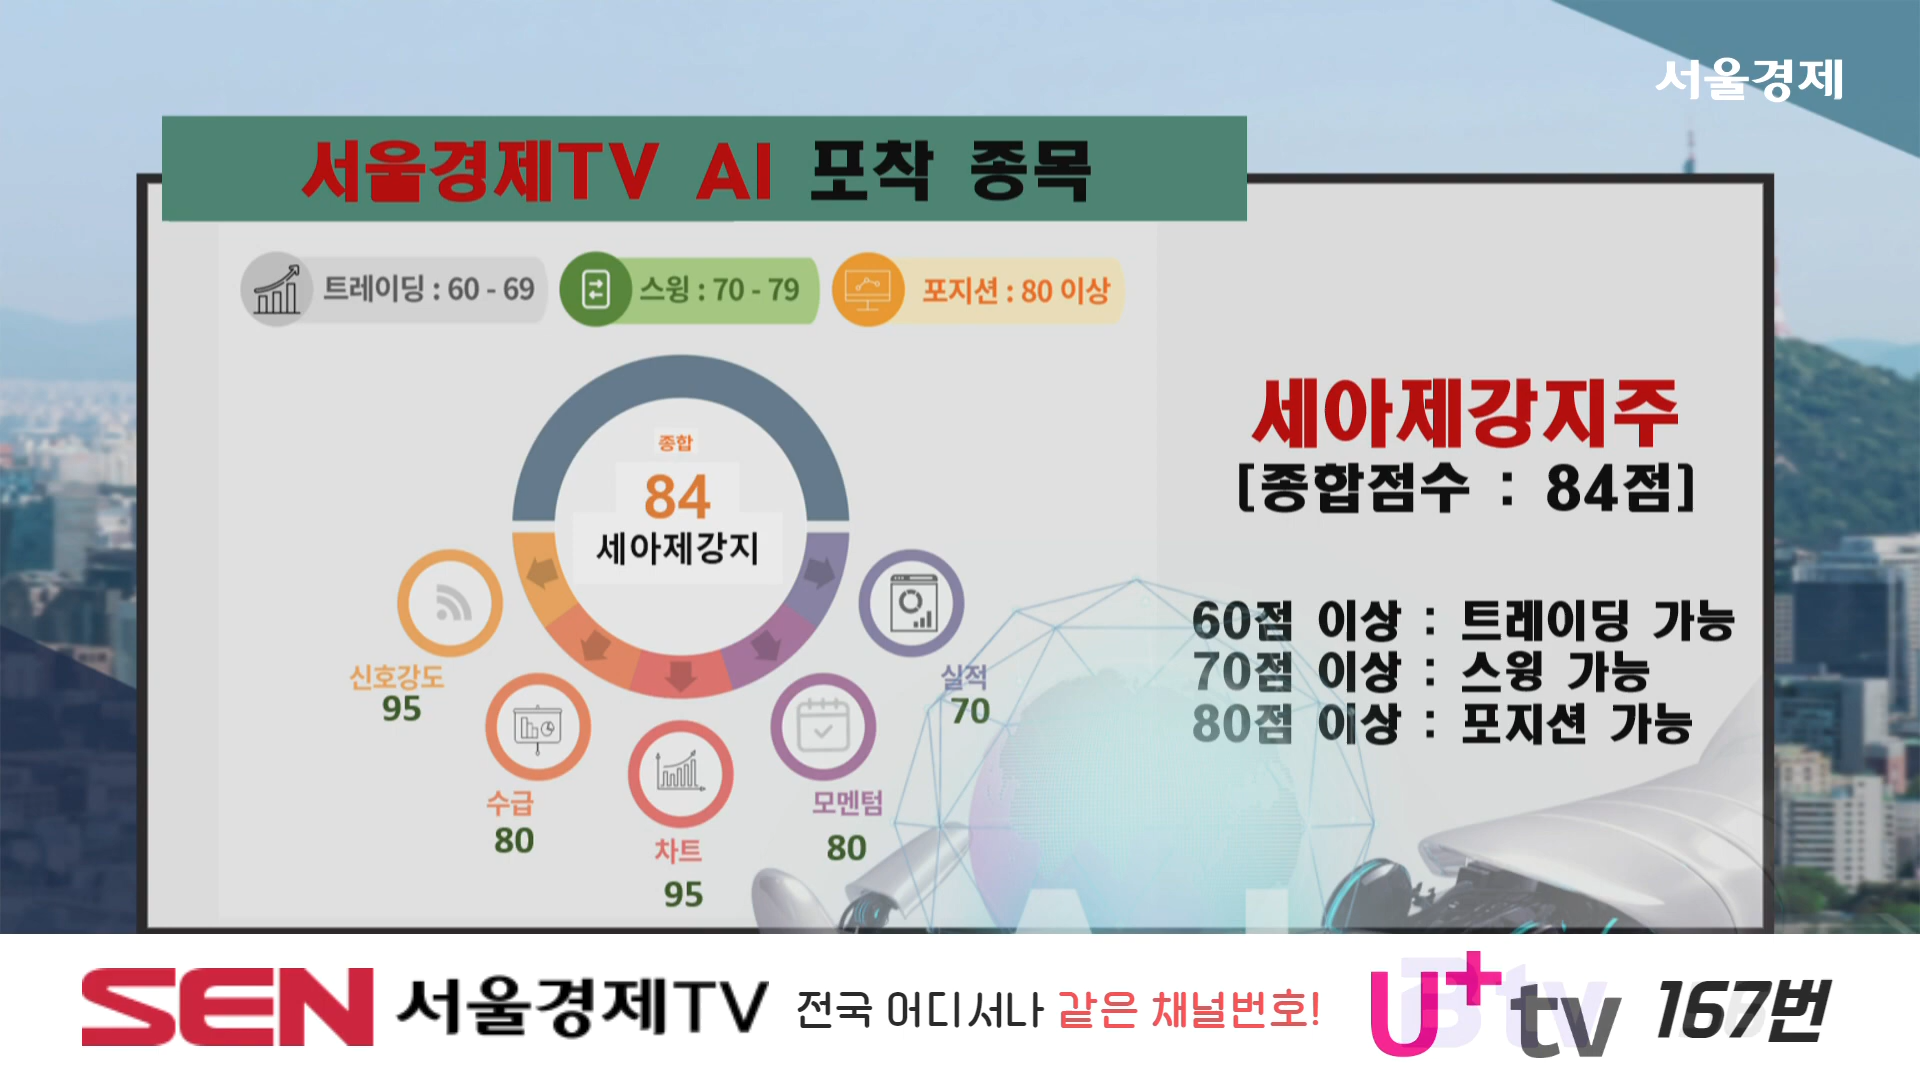 서울경제
서울경제TV AI 포착 종목
트레이딩 : 60 - 69
스윙 : 70 - 79
포지션 : 80 이상
종합
84
세아제강지
신호강도
95
수급
80
차트
95
모멘텀
80
실적
70
세아제강지주
[종합점수 : 84점]
60점 이상 : 트레이딩 가능
70점 이상 : 스윙 가능
80점 이상 : 포지션 가능
AI
SEN 서울경제TV 전국 어디서나 같은 채널번호! U+tv 167번